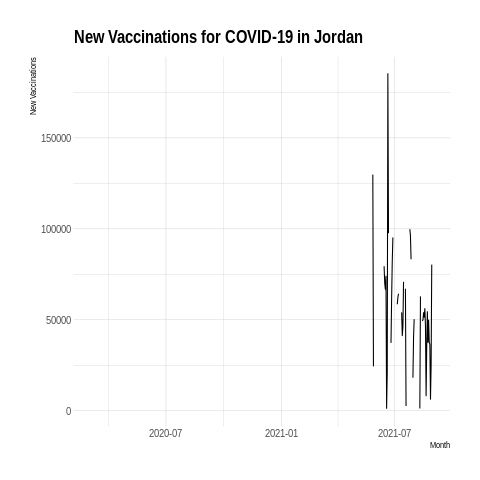 New Vaccinations for COVID-19 in Jordan
New Vaccinations
150000
100000
50000
0
2020-07
2021-01
2021-07
Month